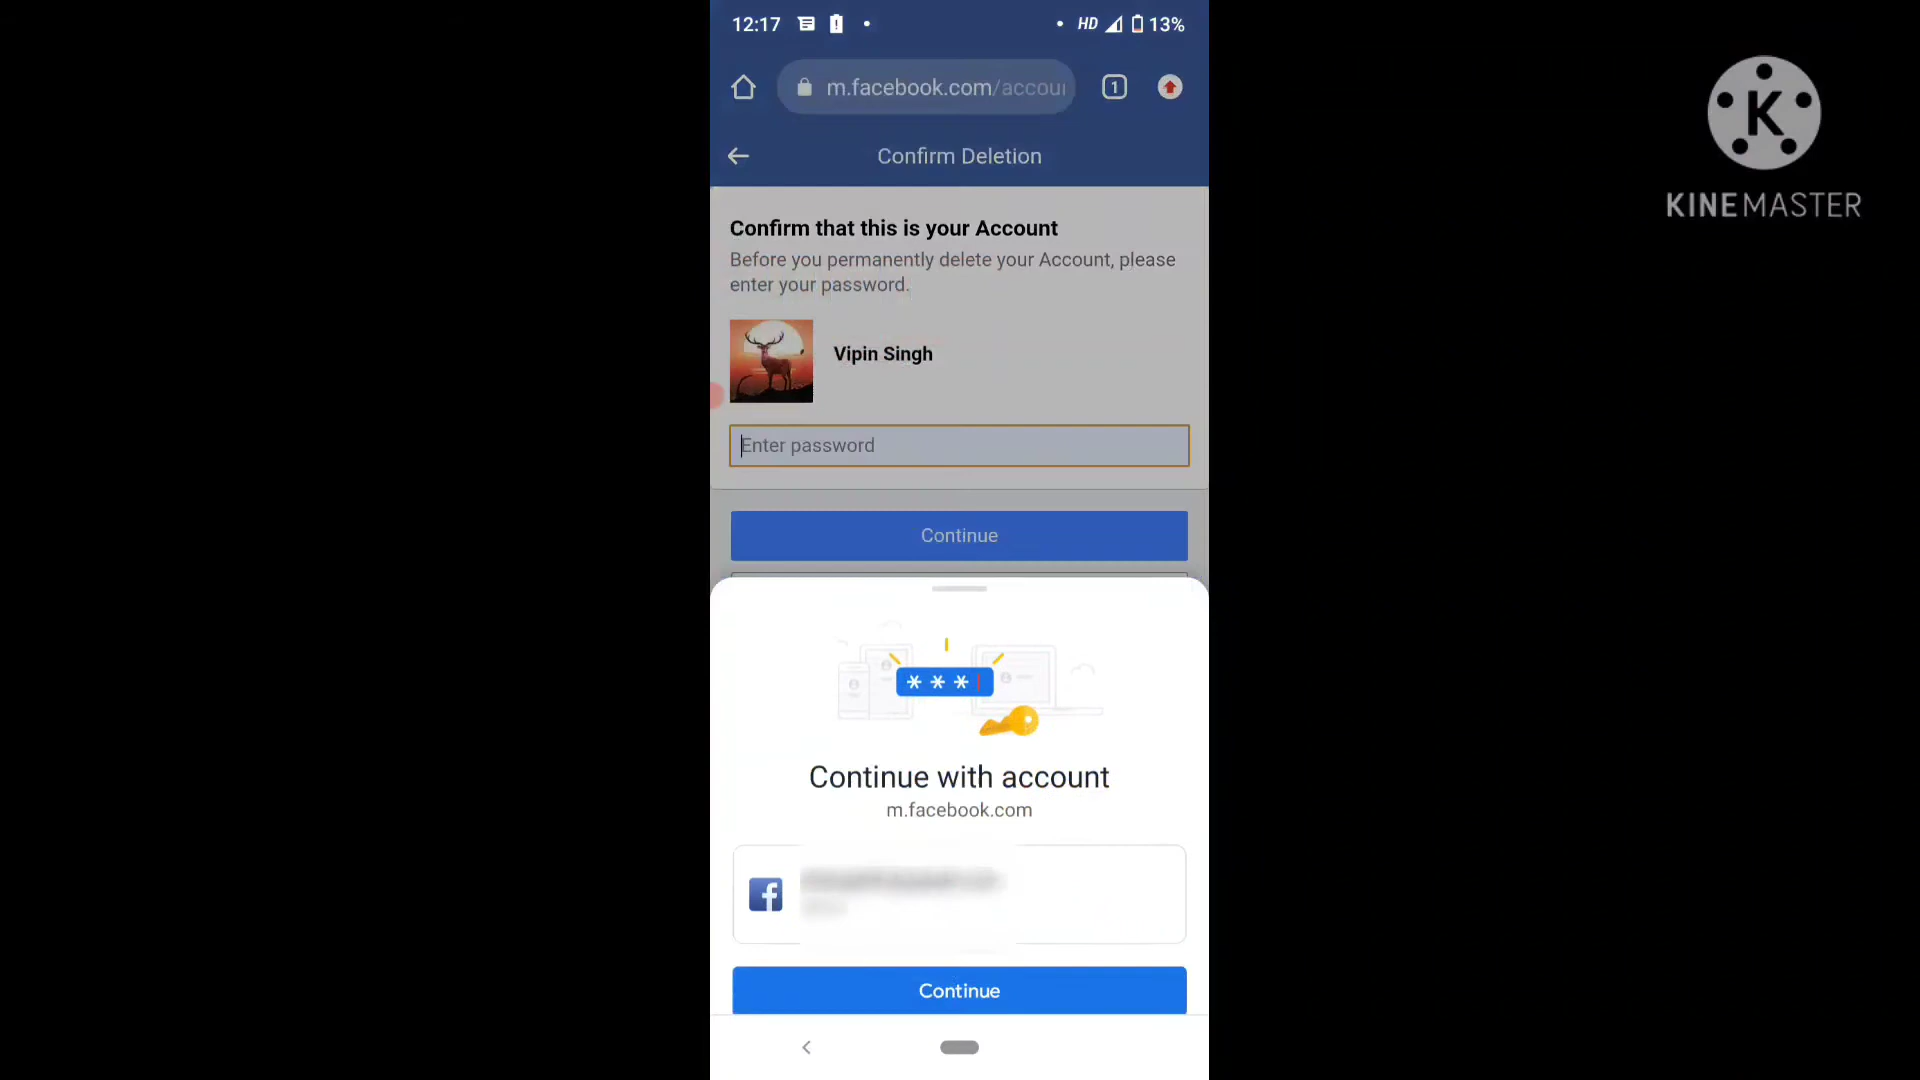 12:17
HD
13%
m.facebook.com/accou
1
Confirm Deletion
Confirm that this is your Account
Before you permanently delete your Account, please
enter your password.
Vipin Singh
Enter password
Continue
***
Continue with account
m.facebook.com
f
Continue
K
KINEMASTER